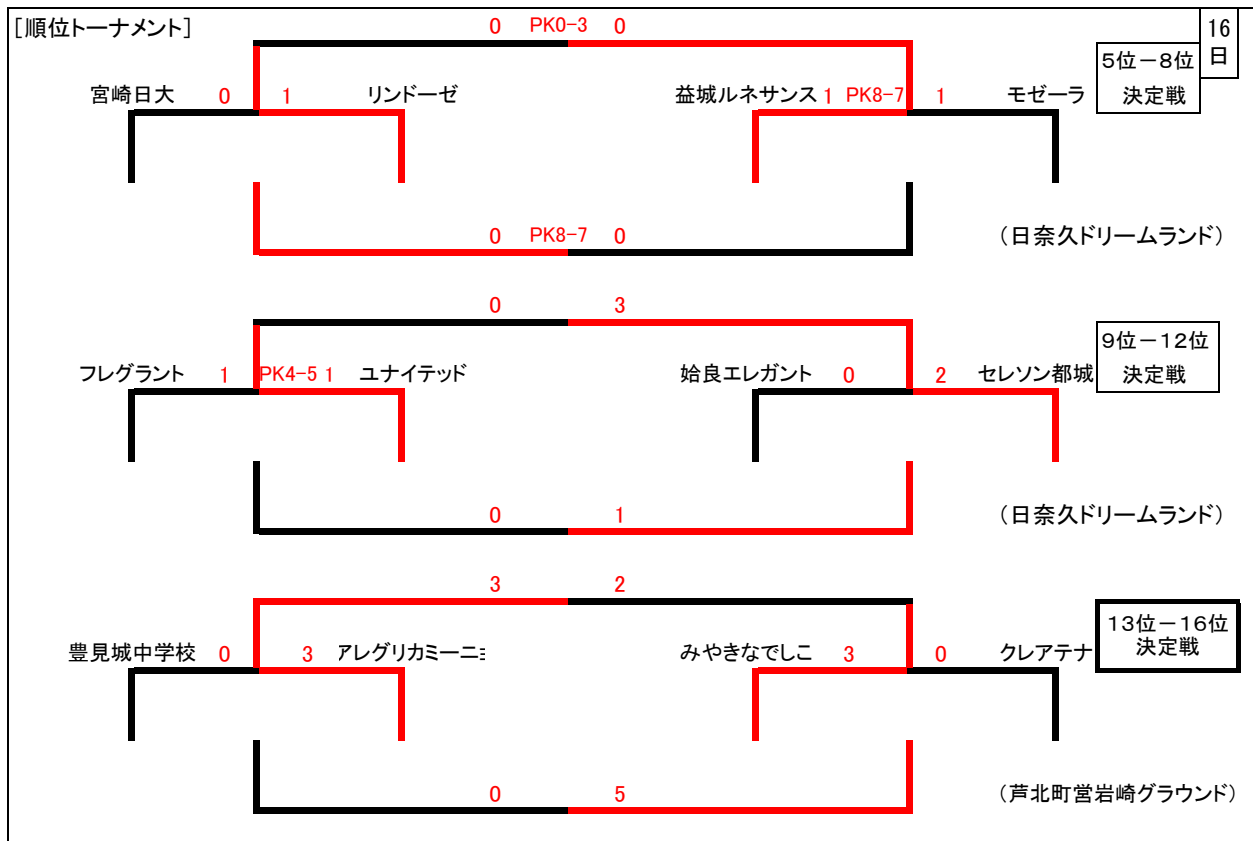 [順位トーナメント]
0 PK0-3 0
16日
5位－8位
決定戦
宮崎日大 0 1 リンドーゼ 益城ルネサンス 1 PK8-7 1 モゼーラ
0 PK8-7 0
（日奈久ドリームランド）
0 3
9位－12位
決定戦
フレグラント 1 PK4-5 1 ユナイテッド 姶良エレガント 0 2 セレソン都城
0 1
（日奈久ドリームランド）
3 2
13位－16位
決定戦
豊見城中学校 0 3 アレグリカミーニョ みやきなでしこ 3 0 クレアテナ
0 5
（芦北町営岩崎グラウンド）